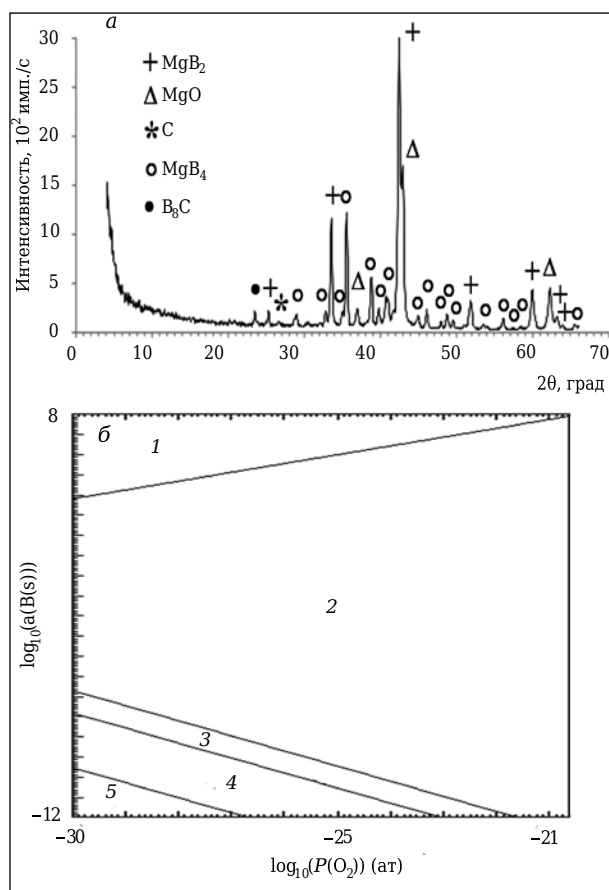 а
Интенсивность, 10² имп./с
30
25
20
15
10
5
0
+ MgB₂
Δ MgO
* C
o MgB₄
● B₈C
0 10 20 30 40 50 60 70
2θ, град
б
log₁₀(a(B(s)))
8
−12
1
2
3
4
5
−30 −25 −21
log₁₀(P(O₂)) (ат)